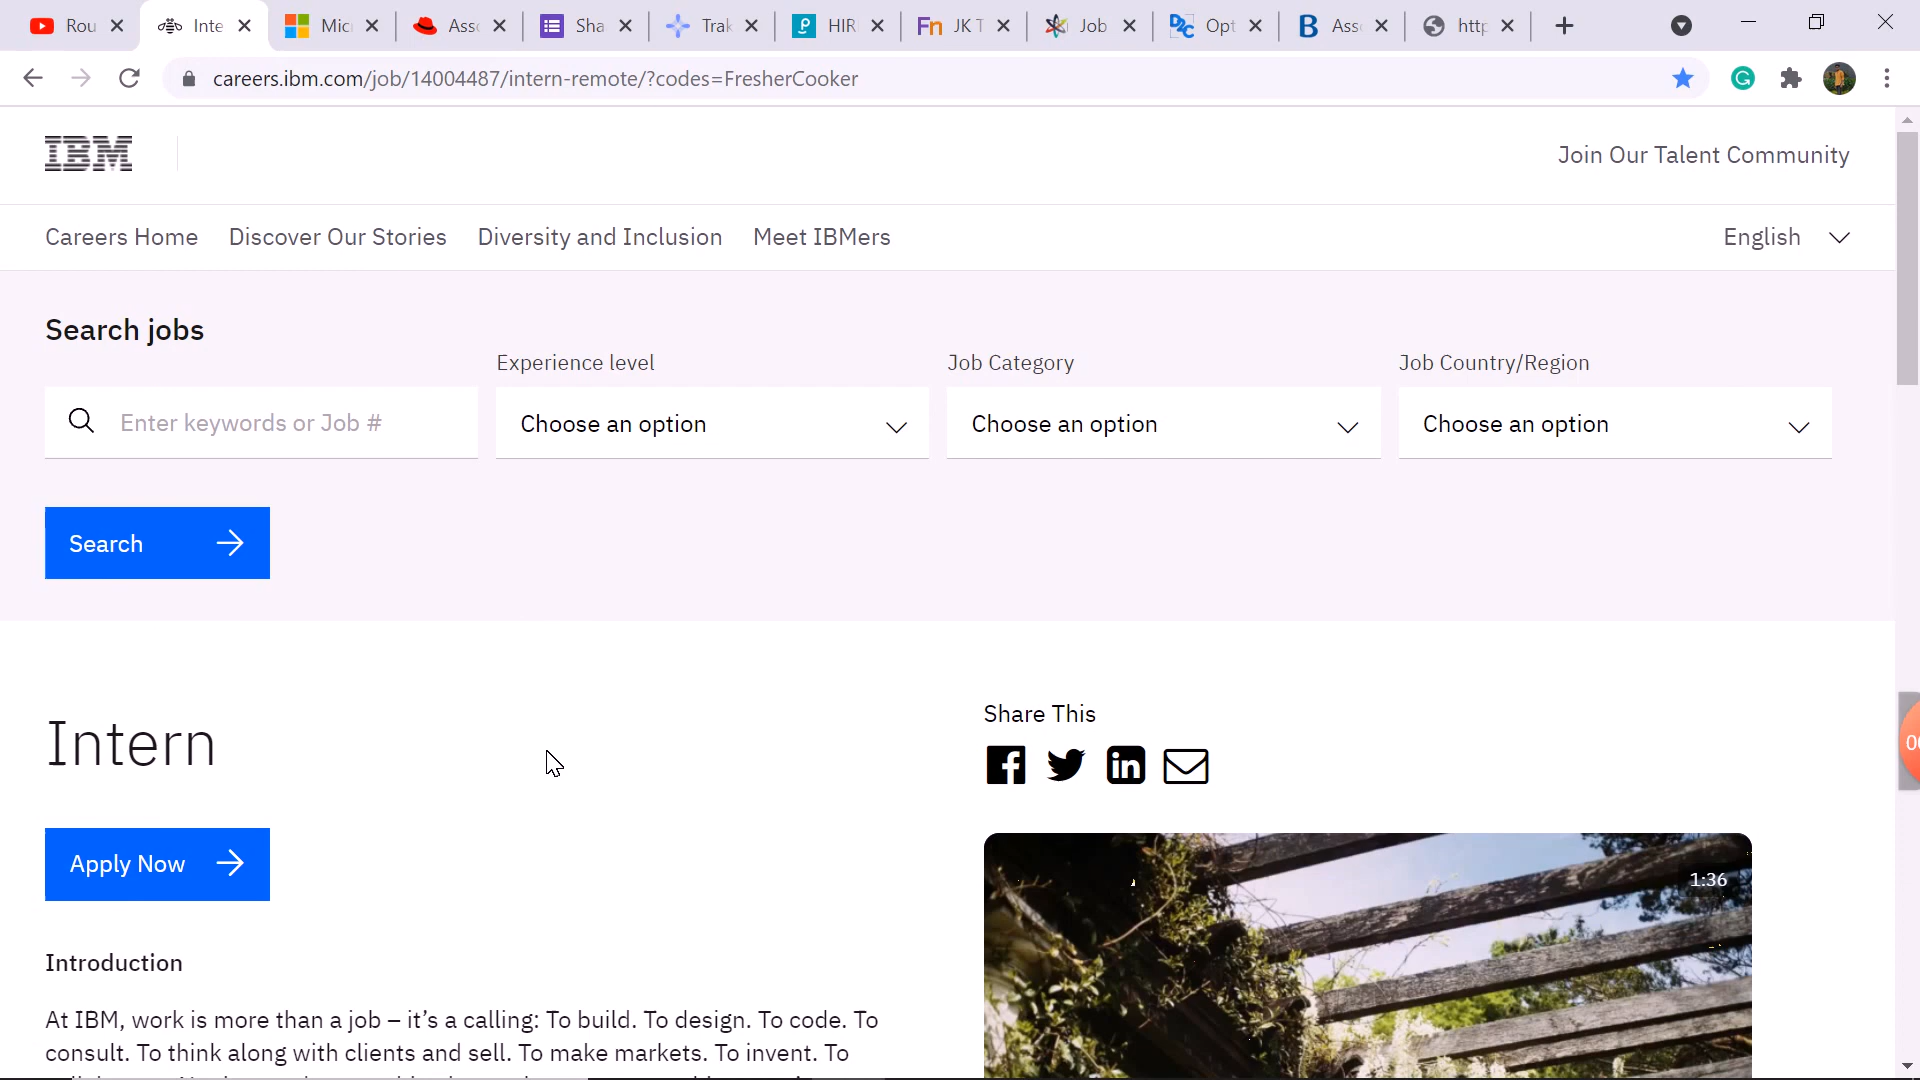 Rou
Inte
Mic
Ass
Sha
Trak
HIR
Fn JK T
Job
Opt
B Ass
http
careers.ibm.com/job/14004487/intern-remote/?codes=FresherCooker
IBM
Join Our Talent Community
Careers Home Discover Our Stories Diversity and Inclusion Meet IBMers English
Search jobs
Experience level Job Category Job Country/Region
Enter keywords or Job # Choose an option Choose an option Choose an option
Search
Share This
Intern
Apply Now
1:36
Introduction
At IBM, work is more than a job – it’s a calling: To build. To design. To code. To
consult. To think along with clients and sell. To make markets. To invent. To